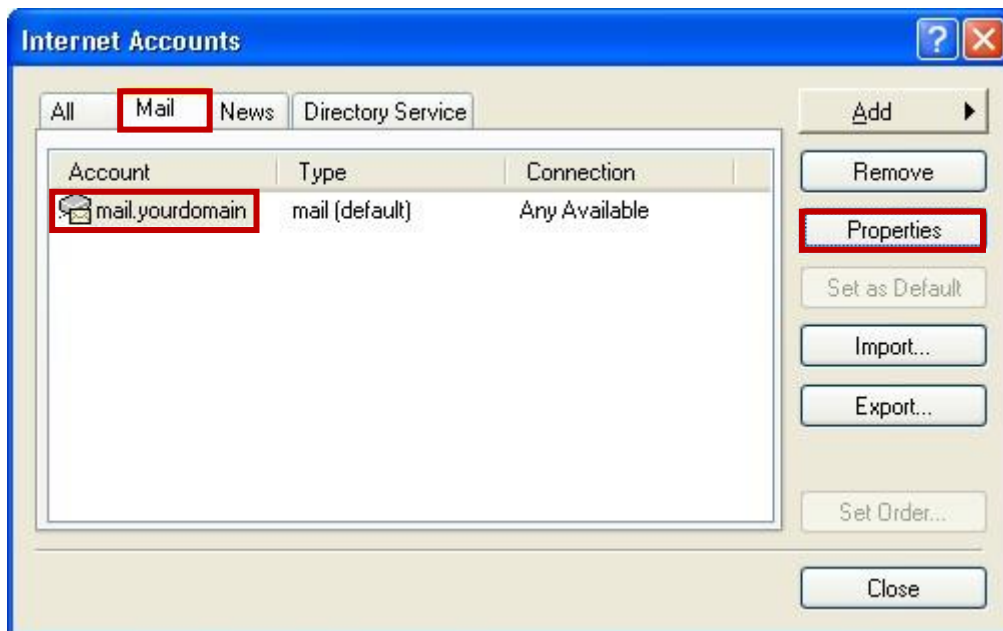 Internet Accounts
All Mail News Directory Service
Add
Account Type Connection
Remove
mail.yourdomain mail (default) Any Available
Properties
Set as Default
Import...
Export...
Set Order...
Close